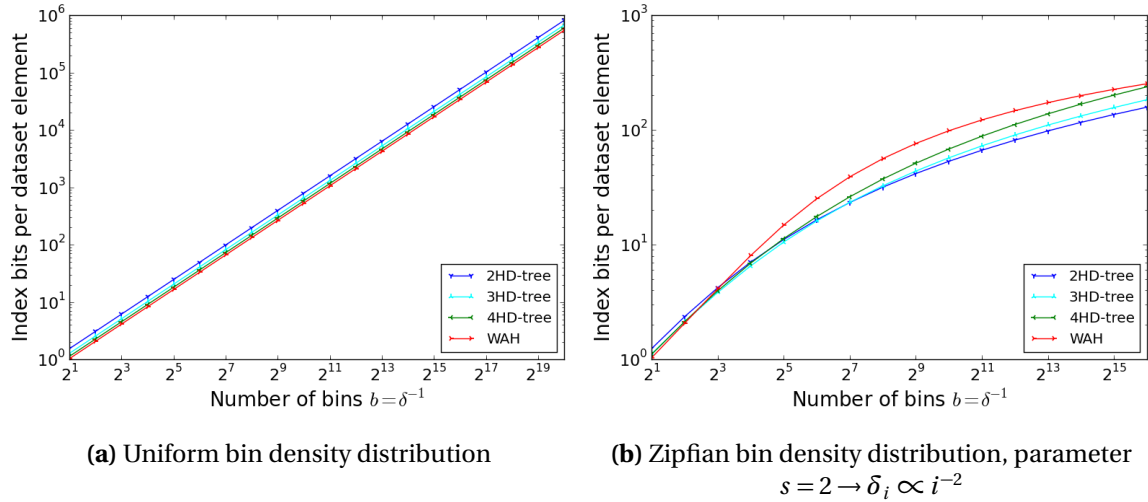 10^6
10^5
10^4
10^3
10^2
10^1
10^0
Index bits per dataset element
2HD-tree
3HD-tree
4HD-tree
WAH
2^1 2^3 2^5 2^7 2^9 2^11 2^13 2^15 2^17 2^19
Number of bins b=δ^−1
(a) Uniform bin density distribution
10^3
10^2
10^1
10^0
Index bits per dataset element
2HD-tree
3HD-tree
4HD-tree
WAH
2^1 2^3 2^5 2^7 2^9 2^11 2^13 2^15
Number of bins b=δ^−1
(b) Zipfian bin density distribution, parameter
s = 2 → δ_i ∝ i^−2